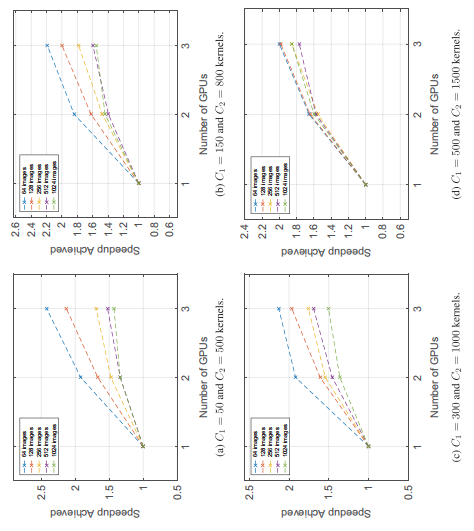 Speedup Achieved
2.5
2
1.5
1
0.5
64 images
128 images
256 images
512 images
1024 images
1 2 3
Number of GPUs
(a) C₁ = 50 and C₂ = 500 kernels.
Speedup Achieved
2.6
2.4
2.2
2
1.8
1.6
1.4
1.2
1
0.8
0.6
64 images
128 images
256 images
512 images
1024 images
1 2 3
Number of GPUs
(b) C₁ = 150 and C₂ = 800 kernels.
Speedup Achieved
2.5
2
1.5
1
0.5
64 images
128 images
256 images
512 images
1024 images
1 2 3
Number of GPUs
(c) C₁ = 300 and C₂ = 1000 kernels.
Speedup Achieved
2.4
2.2
2
1.8
1.6
1.4
1.2
1
0.8
0.6
64 images
128 images
256 images
512 images
1024 images
1 2 3
Number of GPUs
(d) C₁ = 500 and C₂ = 1500 kernels.